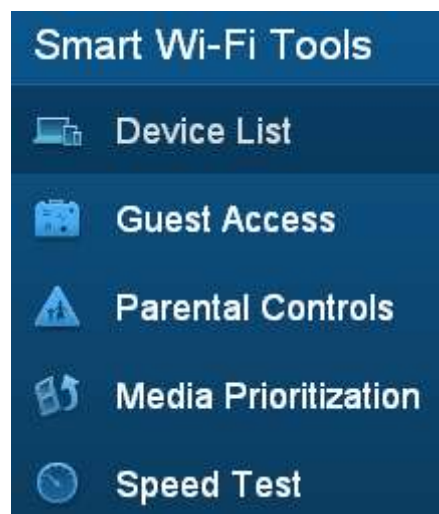 Smart Wi-Fi Tools
Device List
Guest Access
Parental Controls
Media Prioritization
Speed Test